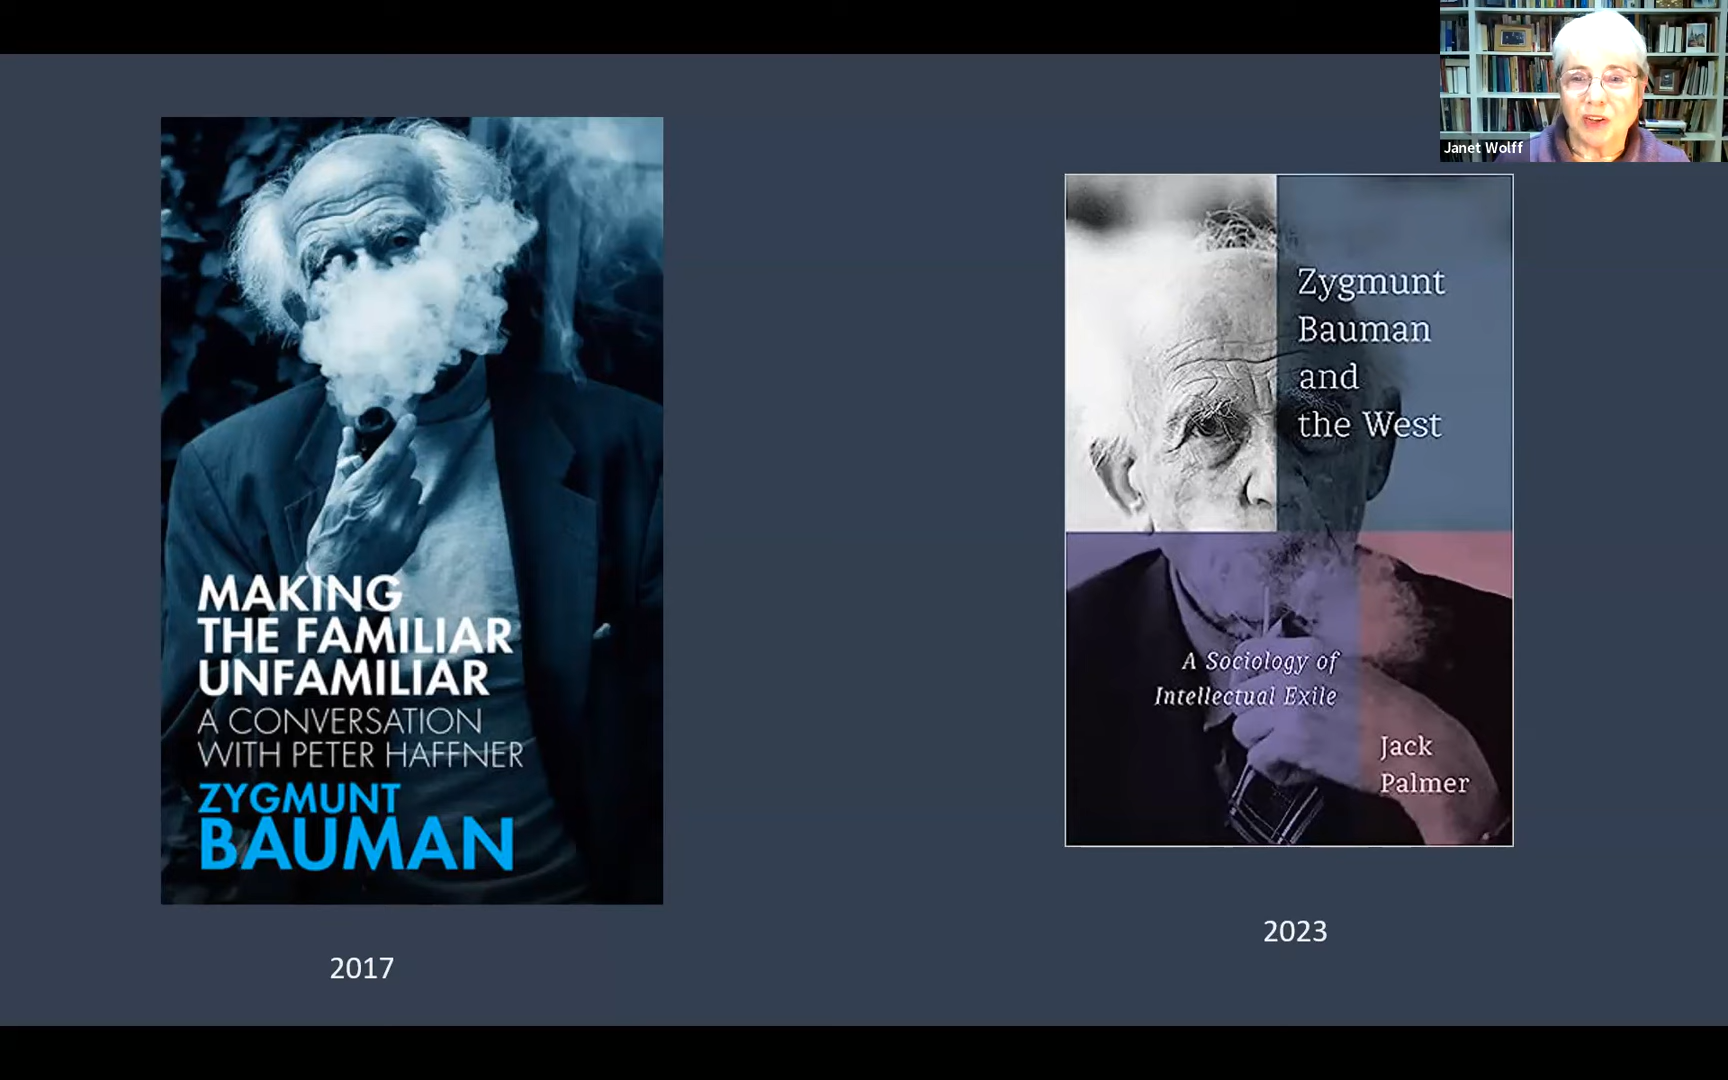 Janet Wolff
MAKING
THE FAMILIAR
UNFAMILIAR
A CONVERSATION
WITH PETER HAFFNER
ZYGMUNT
BAUMAN
2017
Zygmunt
Bauman
and
the West
A Sociology of
Intellectual Exile
Jack
Palmer
2023